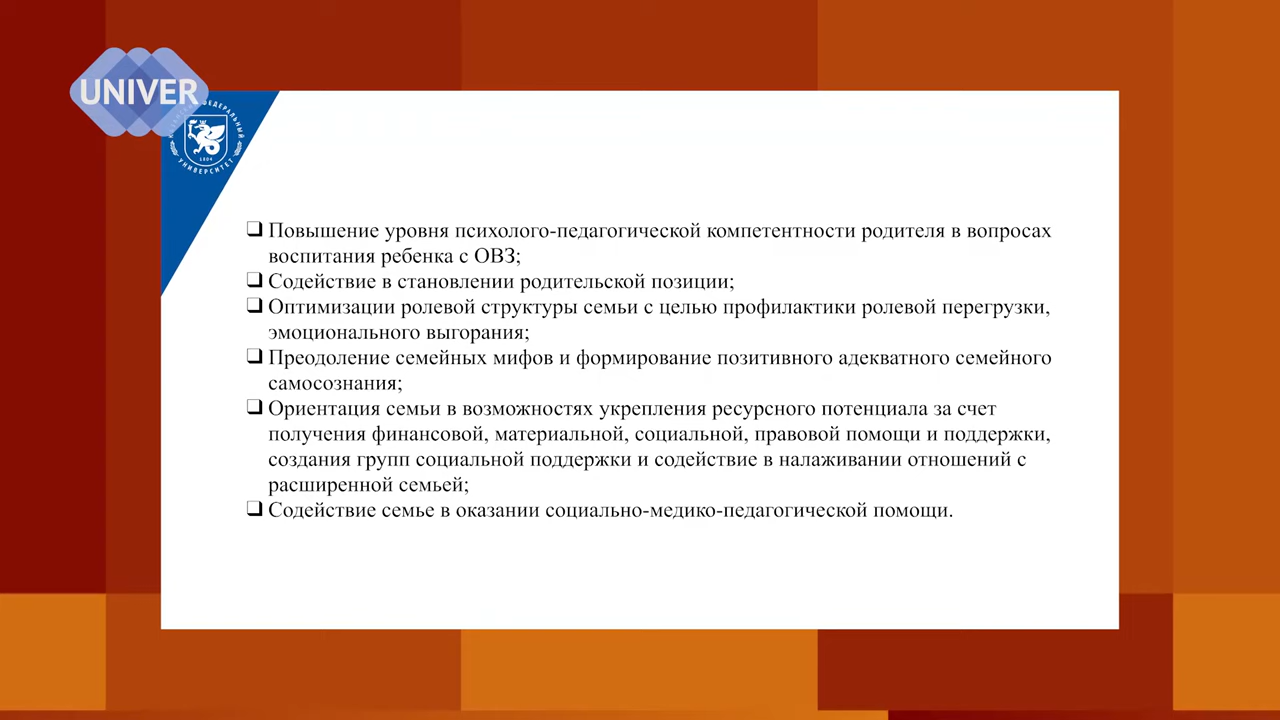 UNIVER
ФЕДЕРАЛЬНЫЙ
УНИВЕРСИТЕТ
1804
❑ Повышение уровня психолого-педагогической компетентности родителя в вопросах
воспитания ребенка с ОВЗ;
❑ Содействие в становлении родительской позиции;
❑ Оптимизации ролевой структуры семьи с целью профилактики ролевой перегрузки,
эмоционального выгорания;
❑ Преодоление семейных мифов и формирование позитивного адекватного семейного
самосознания;
❑ Ориентация семьи в возможностях укрепления ресурсного потенциала за счет
получения финансовой, материальной, социальной, правовой помощи и поддержки,
создания групп социальной поддержки и содействие в налаживании отношений с
расширенной семьей;
❑ Содействие семье в оказании социально-медико-педагогической помощи.